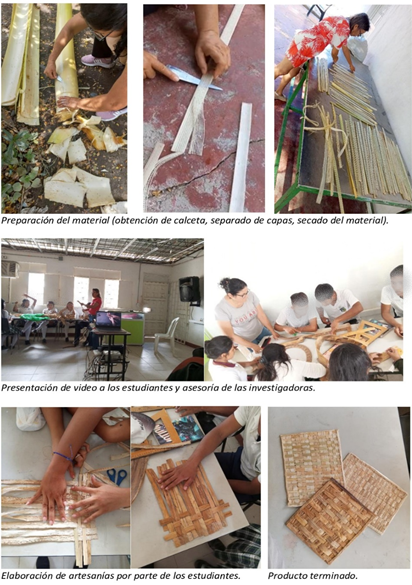 Preparación del material (obtención de calceta, separado de capas, secado del material).
Presentación de video a los estudiantes y asesoría de las investigadoras.
Elaboración de artesanías por parte de los estudiantes.
Producto terminado.